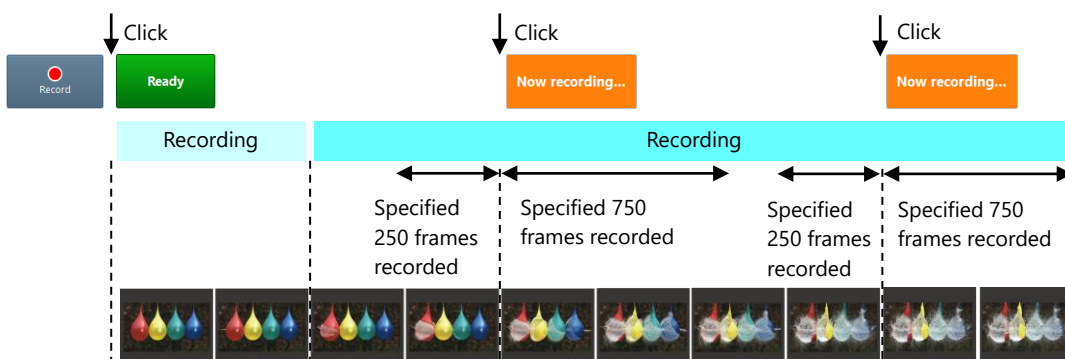 Click
Click
Click
Record
Ready
Now recording...
Now recording...
Recording
Recording
Specified
250 frames
recorded
Specified 750
frames recorded
Specified
250 frames
recorded
Specified 750
frames recorded